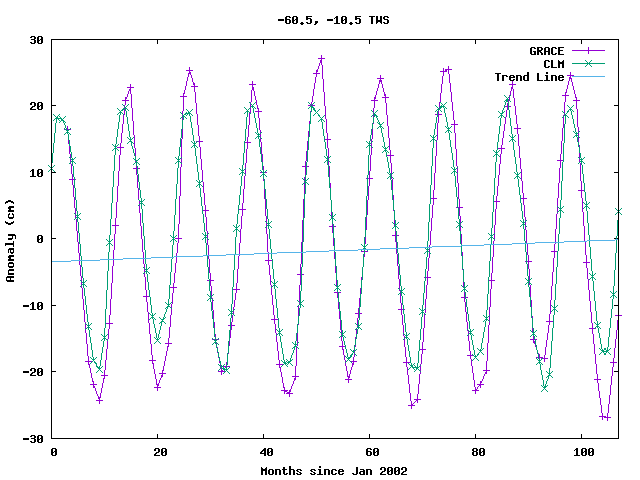 -60.5, -10.5 TWS
GRACE
CLM
Trend Line
30
20
10
0
-10
-20
-30
Anomaly (cm)
0 20 40 60 80 100
Months since Jan 2002